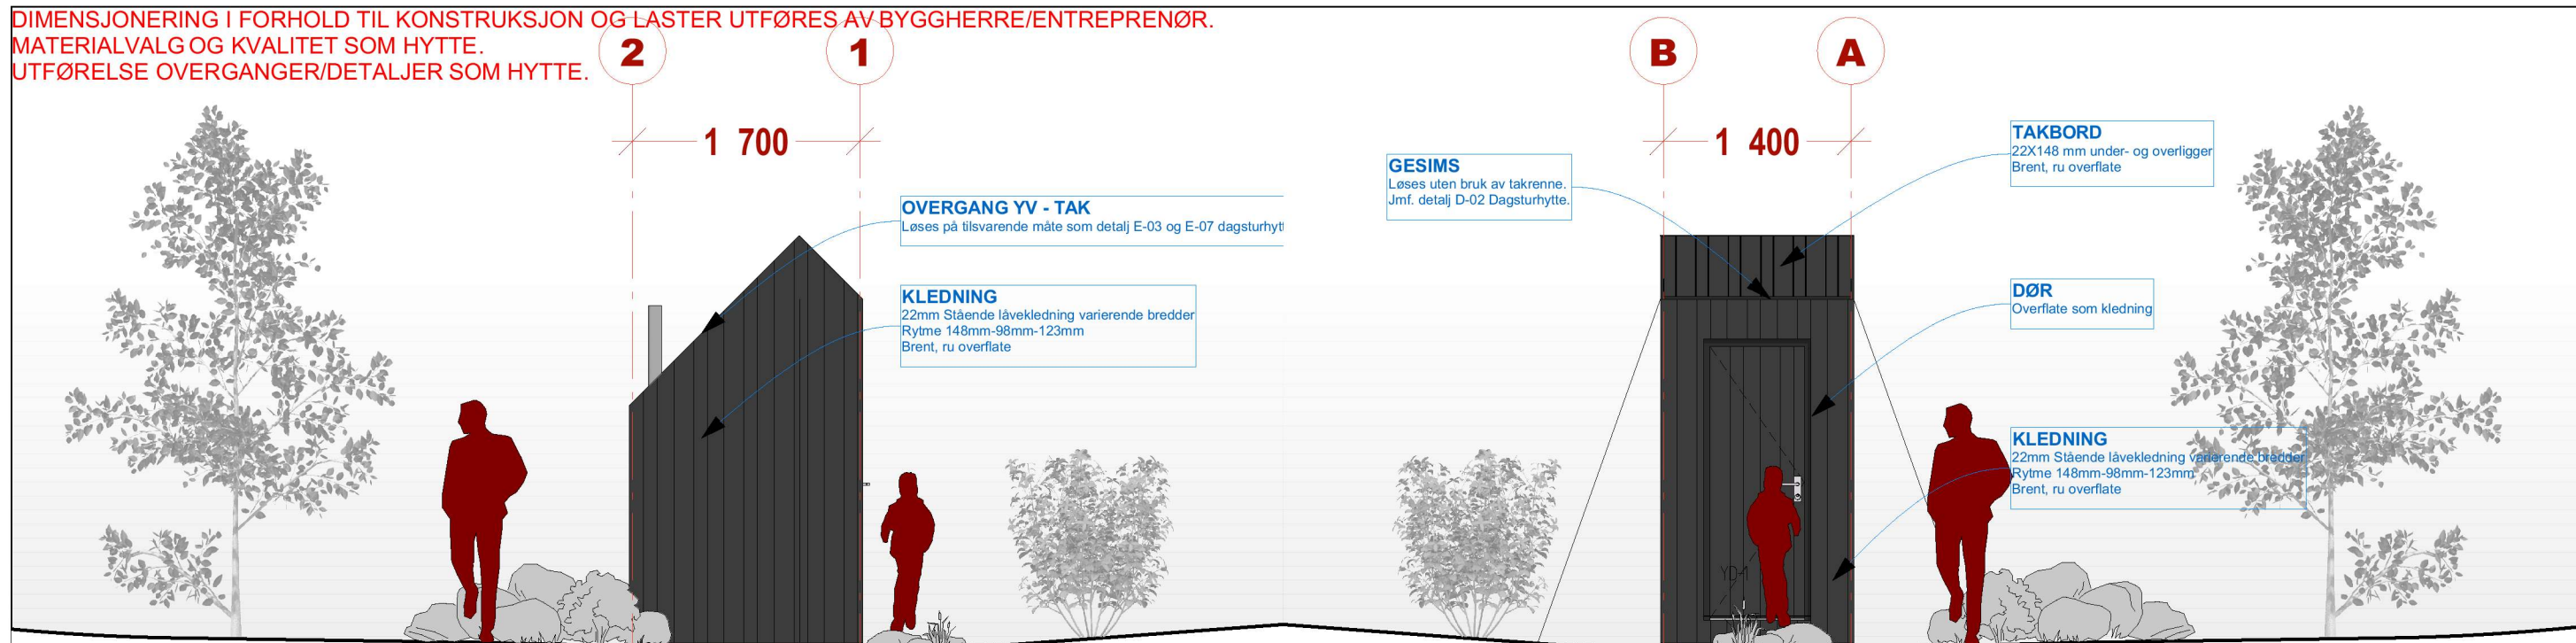 DIMENSJONERING I FORHOLD TIL KONSTRUKSJON OG LASTER UTFØRES AV BYGGHERRE/ENTREPRENØR.
MATERIALVALG OG KVALITET SOM HYTTE.
UTFØRELSE OVERGANGER/DETALJER SOM HYTTE.
2
1
B
A
1 700
1 400
OVERGANG YV - TAK
Løses på tilsvarende måte som detalj E-03 og E-07 dagsturhytt
KLEDNING
22mm Stående låvekledning varierende bredder
Rytme 148mm-98mm-123mm
Brent, ru overflate
GESIMS
Løses uten bruk av takrenne.
Jmf. detalj D-02 Dagsturhytte.
TAKBORD
22X148 mm under- og overligger
Brent, ru overflate
DØR
Overflate som kledning
KLEDNING
22mm Stående låvekledning varierende bredder
Rytme 148mm-98mm-123mm
Brent, ru overflate
YD-1